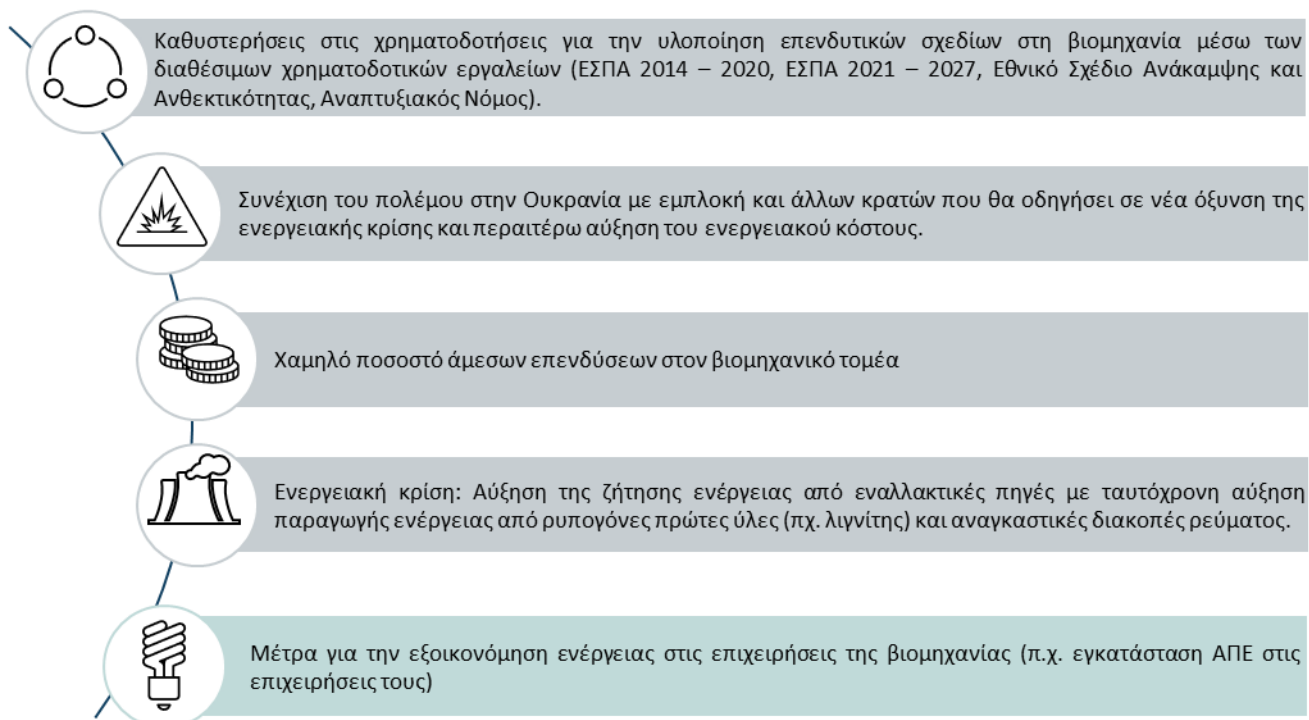 Καθυστερήσεις στις χρηματοδοτήσεις για την υλοποίηση επενδυτικών σχεδίων στη βιομηχανία μέσω των
διαθέσιμων χρηματοδοτικών εργαλείων (ΕΣΠΑ 2014 – 2020, ΕΣΠΑ 2021 – 2027, Εθνικό Σχέδιο Ανάκαμψης και
Ανθεκτικότητας, Αναπτυξιακός Νόμος).
Συνέχιση του πολέμου στην Ουκρανία με εμπλοκή και άλλων κρατών που θα οδηγήσει σε νέα όξυνση της
ενεργειακής κρίσης και περαιτέρω αύξηση του ενεργειακού κόστους.
Χαμηλό ποσοστό άμεσων επενδύσεων στον βιομηχανικό τομέα
Ενεργειακή κρίση: Αύξηση της ζήτησης ενέργειας από εναλλακτικές πηγές με ταυτόχρονη αύξηση
παραγωγής ενέργειας από ρυπογόνες πρώτες ύλες (πχ. λιγνίτης) και αναγκαστικές διακοπές ρεύματος.
Μέτρα για την εξοικονόμηση ενέργειας στις επιχειρήσεις της βιομηχανίας (π.χ. εγκατάσταση ΑΠΕ στις
επιχειρήσεις τους)